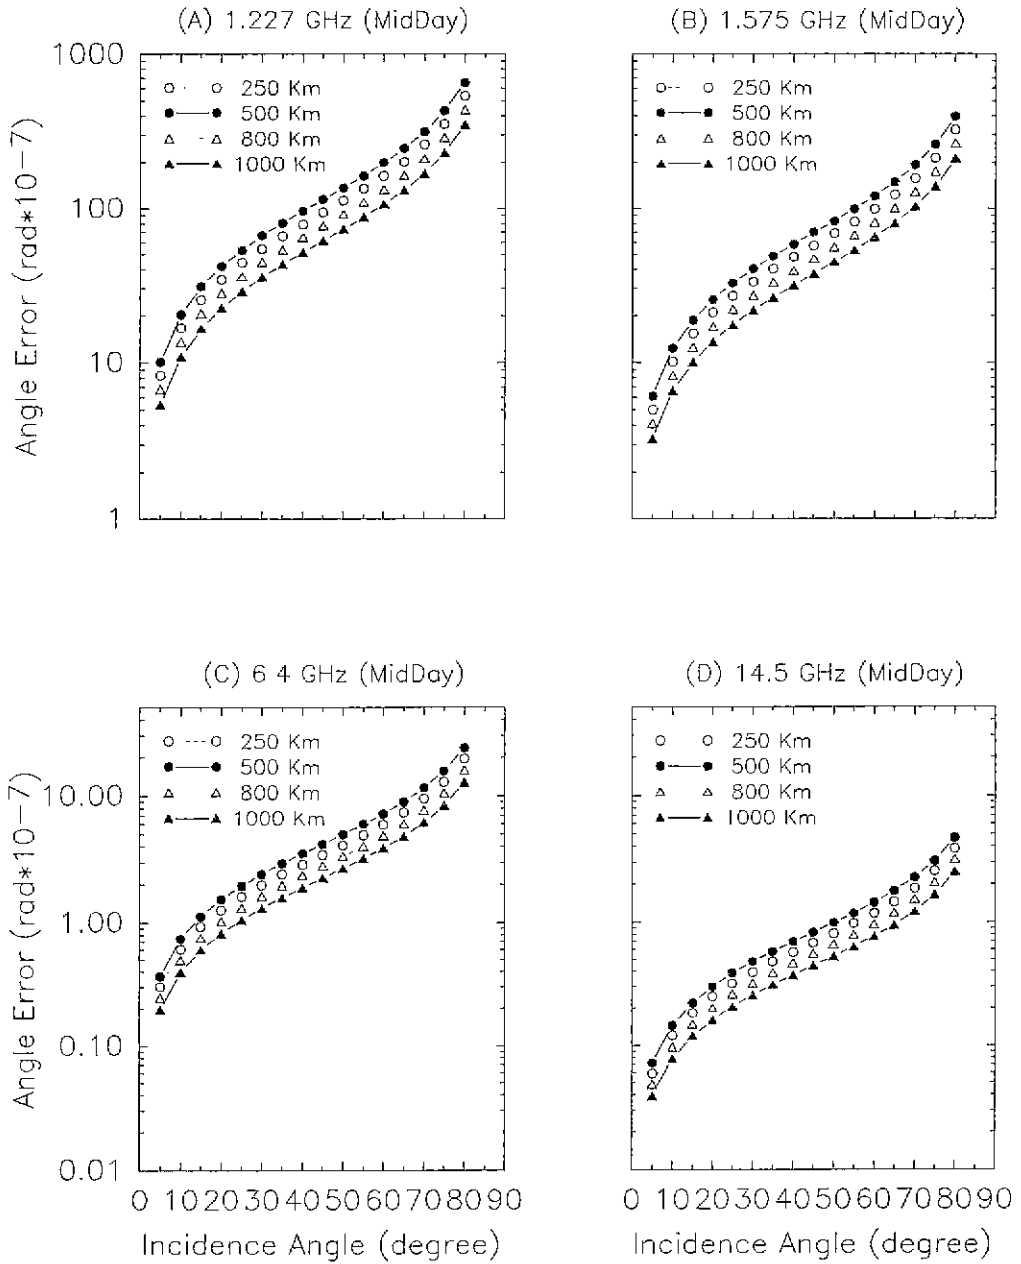 (A) 1.227 GHz (MidDay)
1000
100
10
1
Angle Error (rad*10-7)
250 Km
500 Km
800 Km
1000 Km
(B) 1.575 GHz (MidDay)
250 Km
500 Km
800 Km
1000 Km
(C) 6 4 GHz (MidDay)
10.00
1.00
0.10
0.01
Angle Error (rad*10-7)
250 Km
500 Km
800 Km
1000 Km
0 10 20 30 40 50 60 70 80 90
Incidence Angle (degree)
(D) 14.5 GHz (MidDay)
250 Km
500 Km
800 Km
1000 Km
0 10 20 30 40 50 60 70 80 90
Incidence Angle (degree)